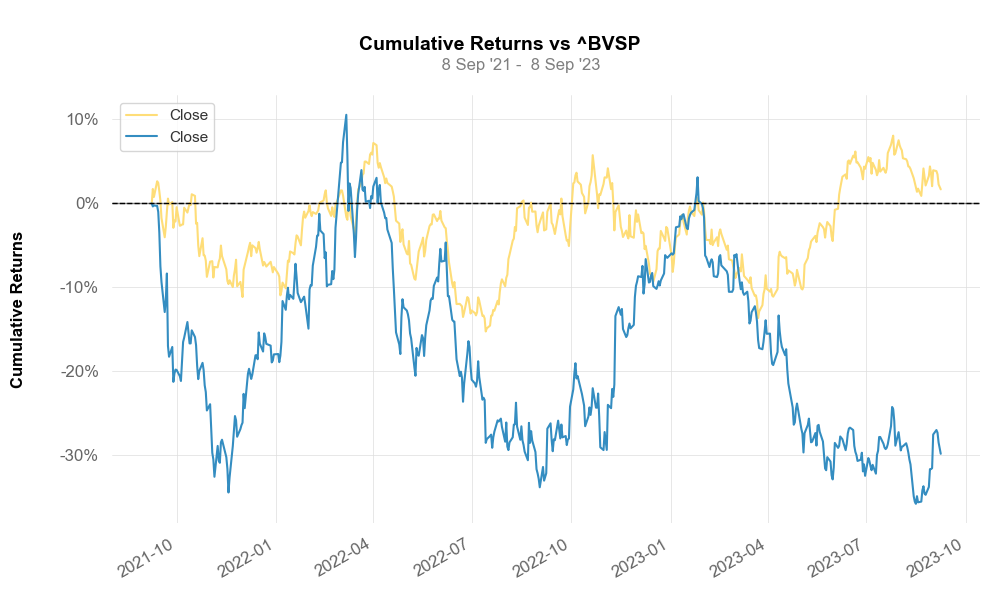 Cumulative Returns vs ^BVSP
8 Sep '21 -  8 Sep '23
Close
Close
Cumulative Returns
10%
0%
-10%
-20%
-30%
2021-10
2022-01
2022-04
2022-07
2022-10
2023-01
2023-04
2023-07
2023-10